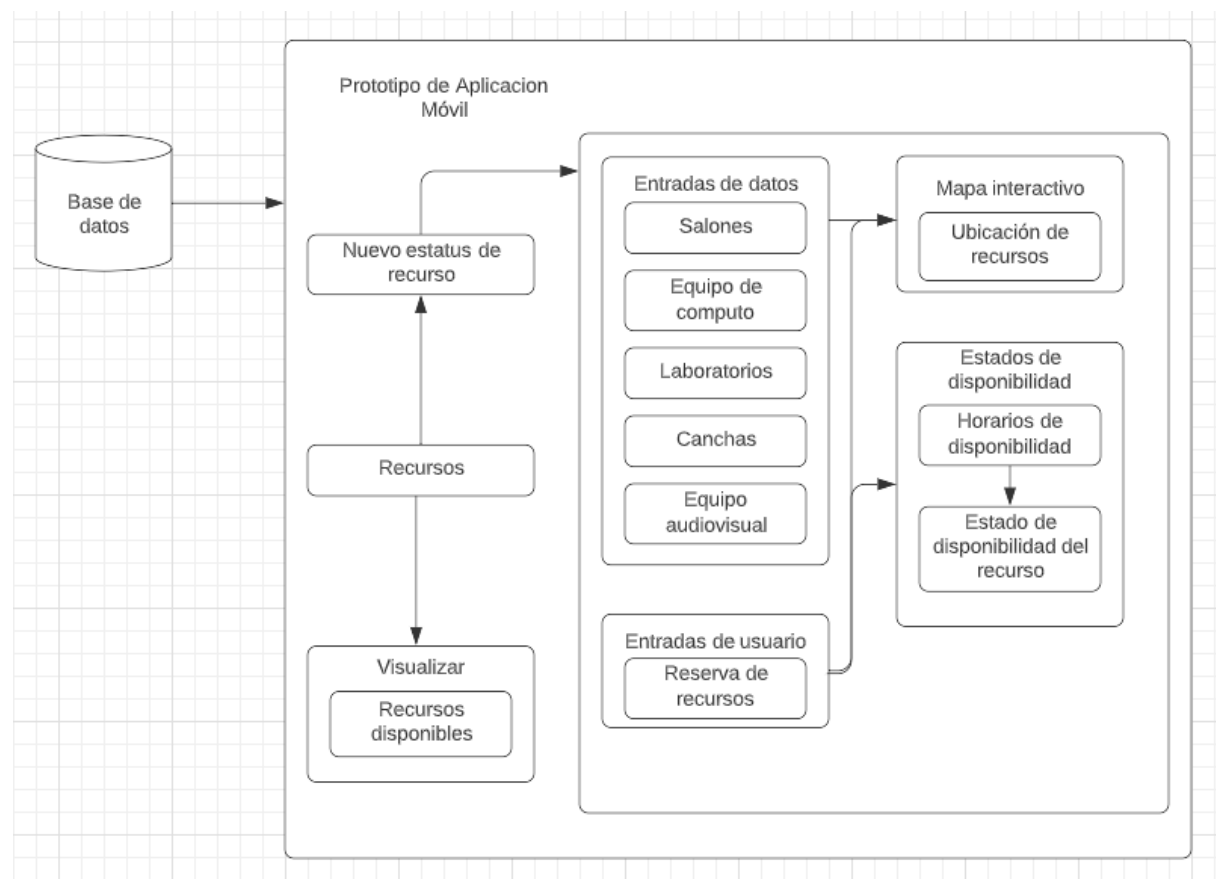 Prototipo de Aplicacion
Móvil
Base de
datos
Nuevo estatus de
recurso
Recursos
Visualizar
Recursos
disponibles
Entradas de datos
Salones
Equipo de
computo
Laboratorios
Canchas
Equipo
audiovisual
Entradas de usuario
Reserva de
recursos
Mapa interactivo
Ubicación de
recursos
Estados de
disponibilidad
Horarios de
disponibilidad
Estado de
disponibilidad del
recurso